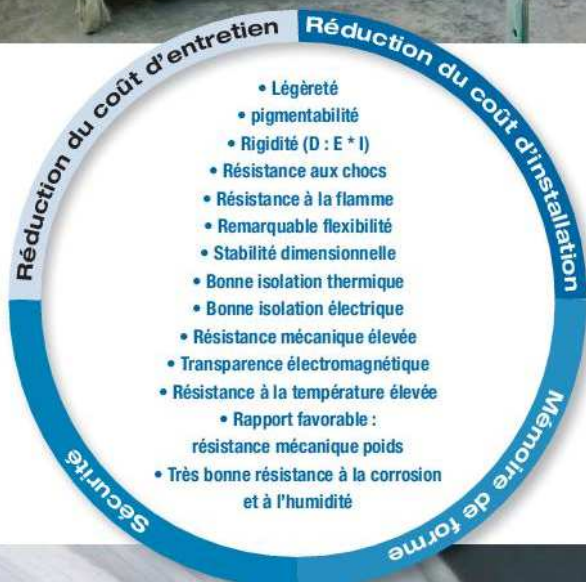 Réduction du coût d'entretien
Réduction du coût d'installation
• Légèreté
• pigmentabilité
• Rigidité (D : E * I)
• Résistance aux chocs
• Résistance à la flamme
• Remarquable flexibilité
• Stabilité dimensionnelle
• Bonne isolation thermique
• Bonne isolation électrique
• Résistance mécanique élevée
• Transparence électromagnétique
• Résistance à la température élevée
• Rapport favorable :
résistance mécanique poids
• Très bonne résistance à la corrosion
et à l'humidité
Sécurité
Mémoire de forme